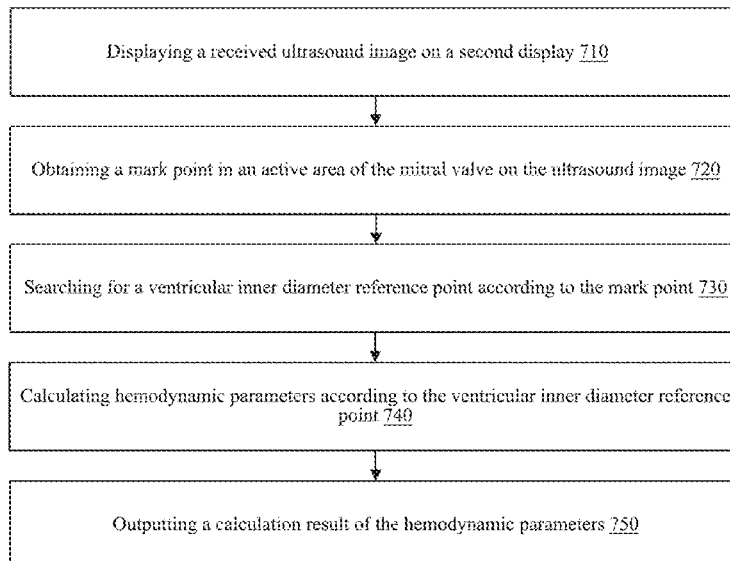 Displaying a received ultrasound image on a second display 710
Obtaining a mark point in an active area of the mitral valve on the ultrasound image 720
Searching for a ventricular inner diameter reference point according to the mark point 730
Calculating hemodynamic parameters according to the ventricular inner diameter reference
point 740
Outputting a calculation result of the hemodynamic parameters 750